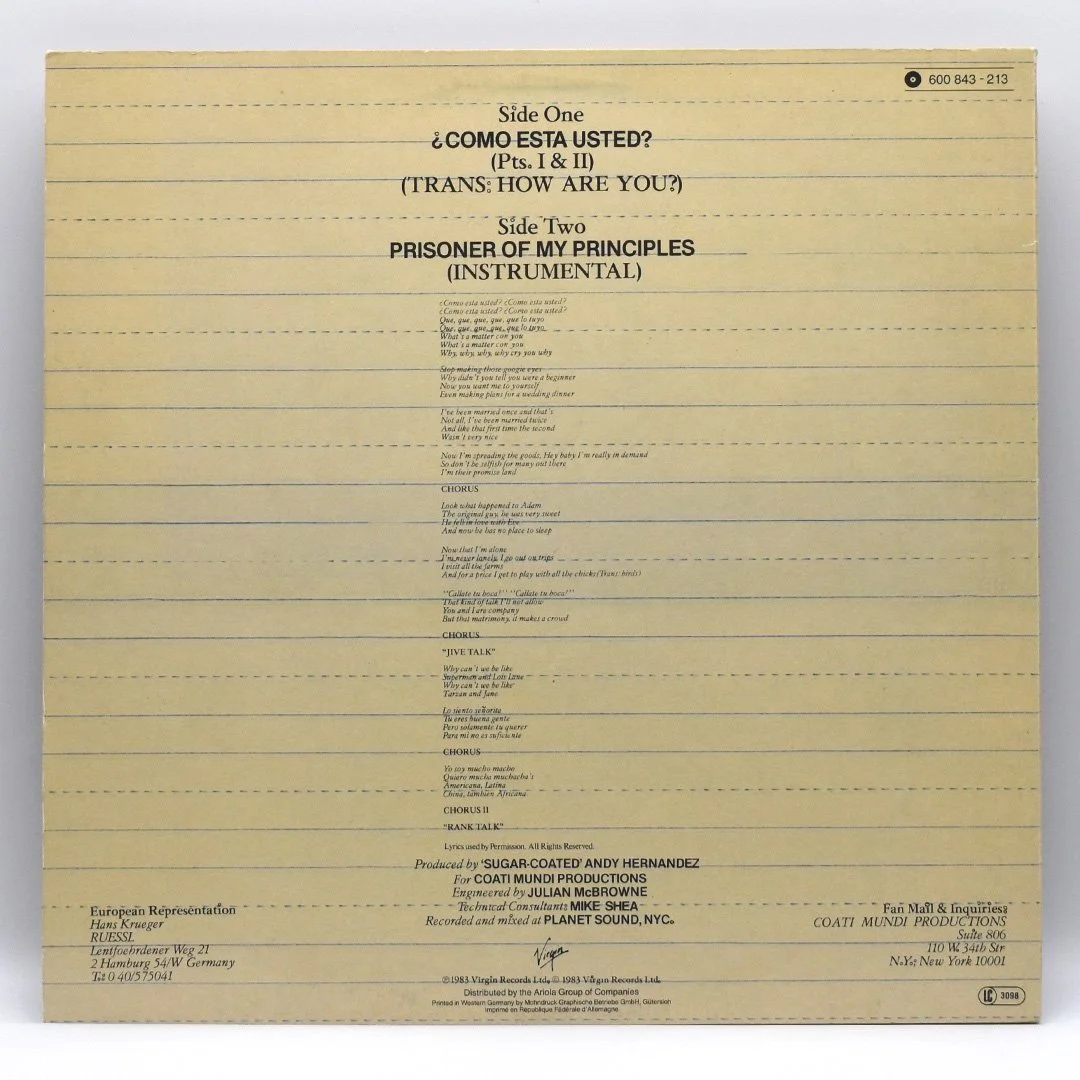 600 843 - 213
Side One
¿COMO ESTA USTED?
(Pts. I & II)
(TRANS: HOW ARE YOU?)
Side Two
PRISONER OF MY PRINCIPLES
(INSTRUMENTAL)
¿Como esta usted? ¿Como esta usted?
¿Como esta usted? ¿Como esta usted?
Que, que, que, que, que lo tuyo
Que, que, que, que, que lo tuyo
What's a matter con you
What's a matter con you
Why, why, why, why cry you why
Stop making those googie eyes
Why didn't you tell you were a beginner
Now you want me to yourself
Even making plans for a wedding dinner
I've been married once and that's
Not all, I've been married twice
And like that first time the second
Wasn't very nice
Now I'm spreading the goods. Hey baby I'm really in demand
So don't be selfish for many out there
I'm their promise land
CHORUS
Look what happened to Adam
The original guy, he was very sweet
He fell in love with Eve
And now he has no place to sleep
Now that I'm alone
I'm never lonely I go out on trips
I visit all the farms
And for a price I get to play with all the chicks(Trans: birds)
"Callate tu boca!" "Callate tu boca!"
That kind of talk I'll not allow
You and I are company
But that matrimony, it makes a crowd
CHORUS
"JIVE TALK"
Why can't we be like
Superman and Lois Lane
Why can't we be like
Tarzan and Jane
Lo siento señorita
Tu eres buena gente
Pero solamente tu querer
Para mi no es suficiente
CHORUS
Yo soy mucho macho
Quiero mucha muchacha's
Americana, Latina
China, tambien Africana
CHORUS II
"RANK TALK"
Lyrics used by Permission. All Rights Reserved.
Produced by 'SUGAR-COATED' ANDY HERNANDEZ
For COATI MUNDI PRODUCTIONS
Engineered by JULIAN McBROWNE
Technical Consultant: MIKE SHEA
Recorded and mixed at PLANET SOUND, NYC.
European Representation
Hans Krueger
RUESSL
Lentfoehrdener Weg 21
2 Hamburg 54/W Germany
T: 0 40/575041
Fan Mail & Inquiries:
COATI MUNDI PRODUCTIONS
Suite 806
110 W. 34th Str
N.Y; New York 10001
Virgin
℗1983 Virgin Records Ltd. © 1983 Virgin Records Ltd.
Distributed by the Ariola Group of Companies
Printed in Western Germany by Mohndruck Graphische Betriebe GmbH, Gütersloh
Imprimé en République Fédérale d'Allemagne
LC 3098